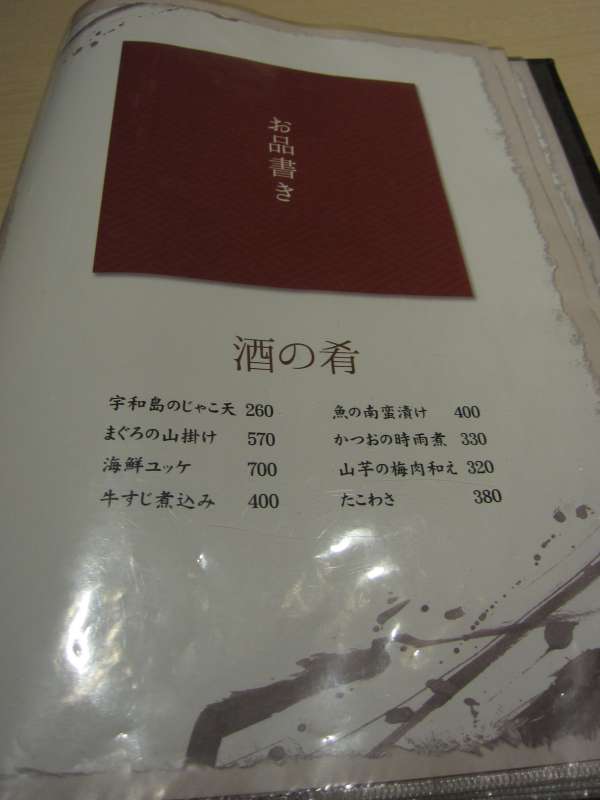 お品書き
酒の肴
宇和島のじゃこ天 260
まぐろの山掛け 570
海鮮ユッケ 700
牛すじ煮込み 400
魚の南蛮漬け 400
かつおの時雨煮 330
山芋の梅肉和え 320
たこわさ 380